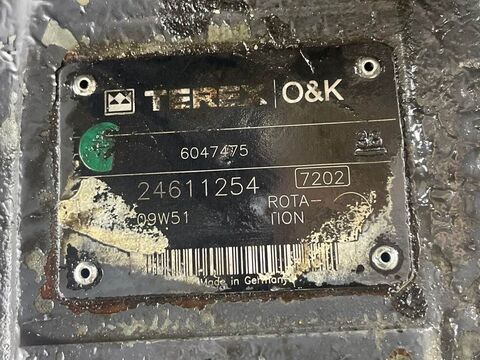 TEREX | O&K
6047475
24611254 7202
09W51 ROTA-
TION
Made in Germany